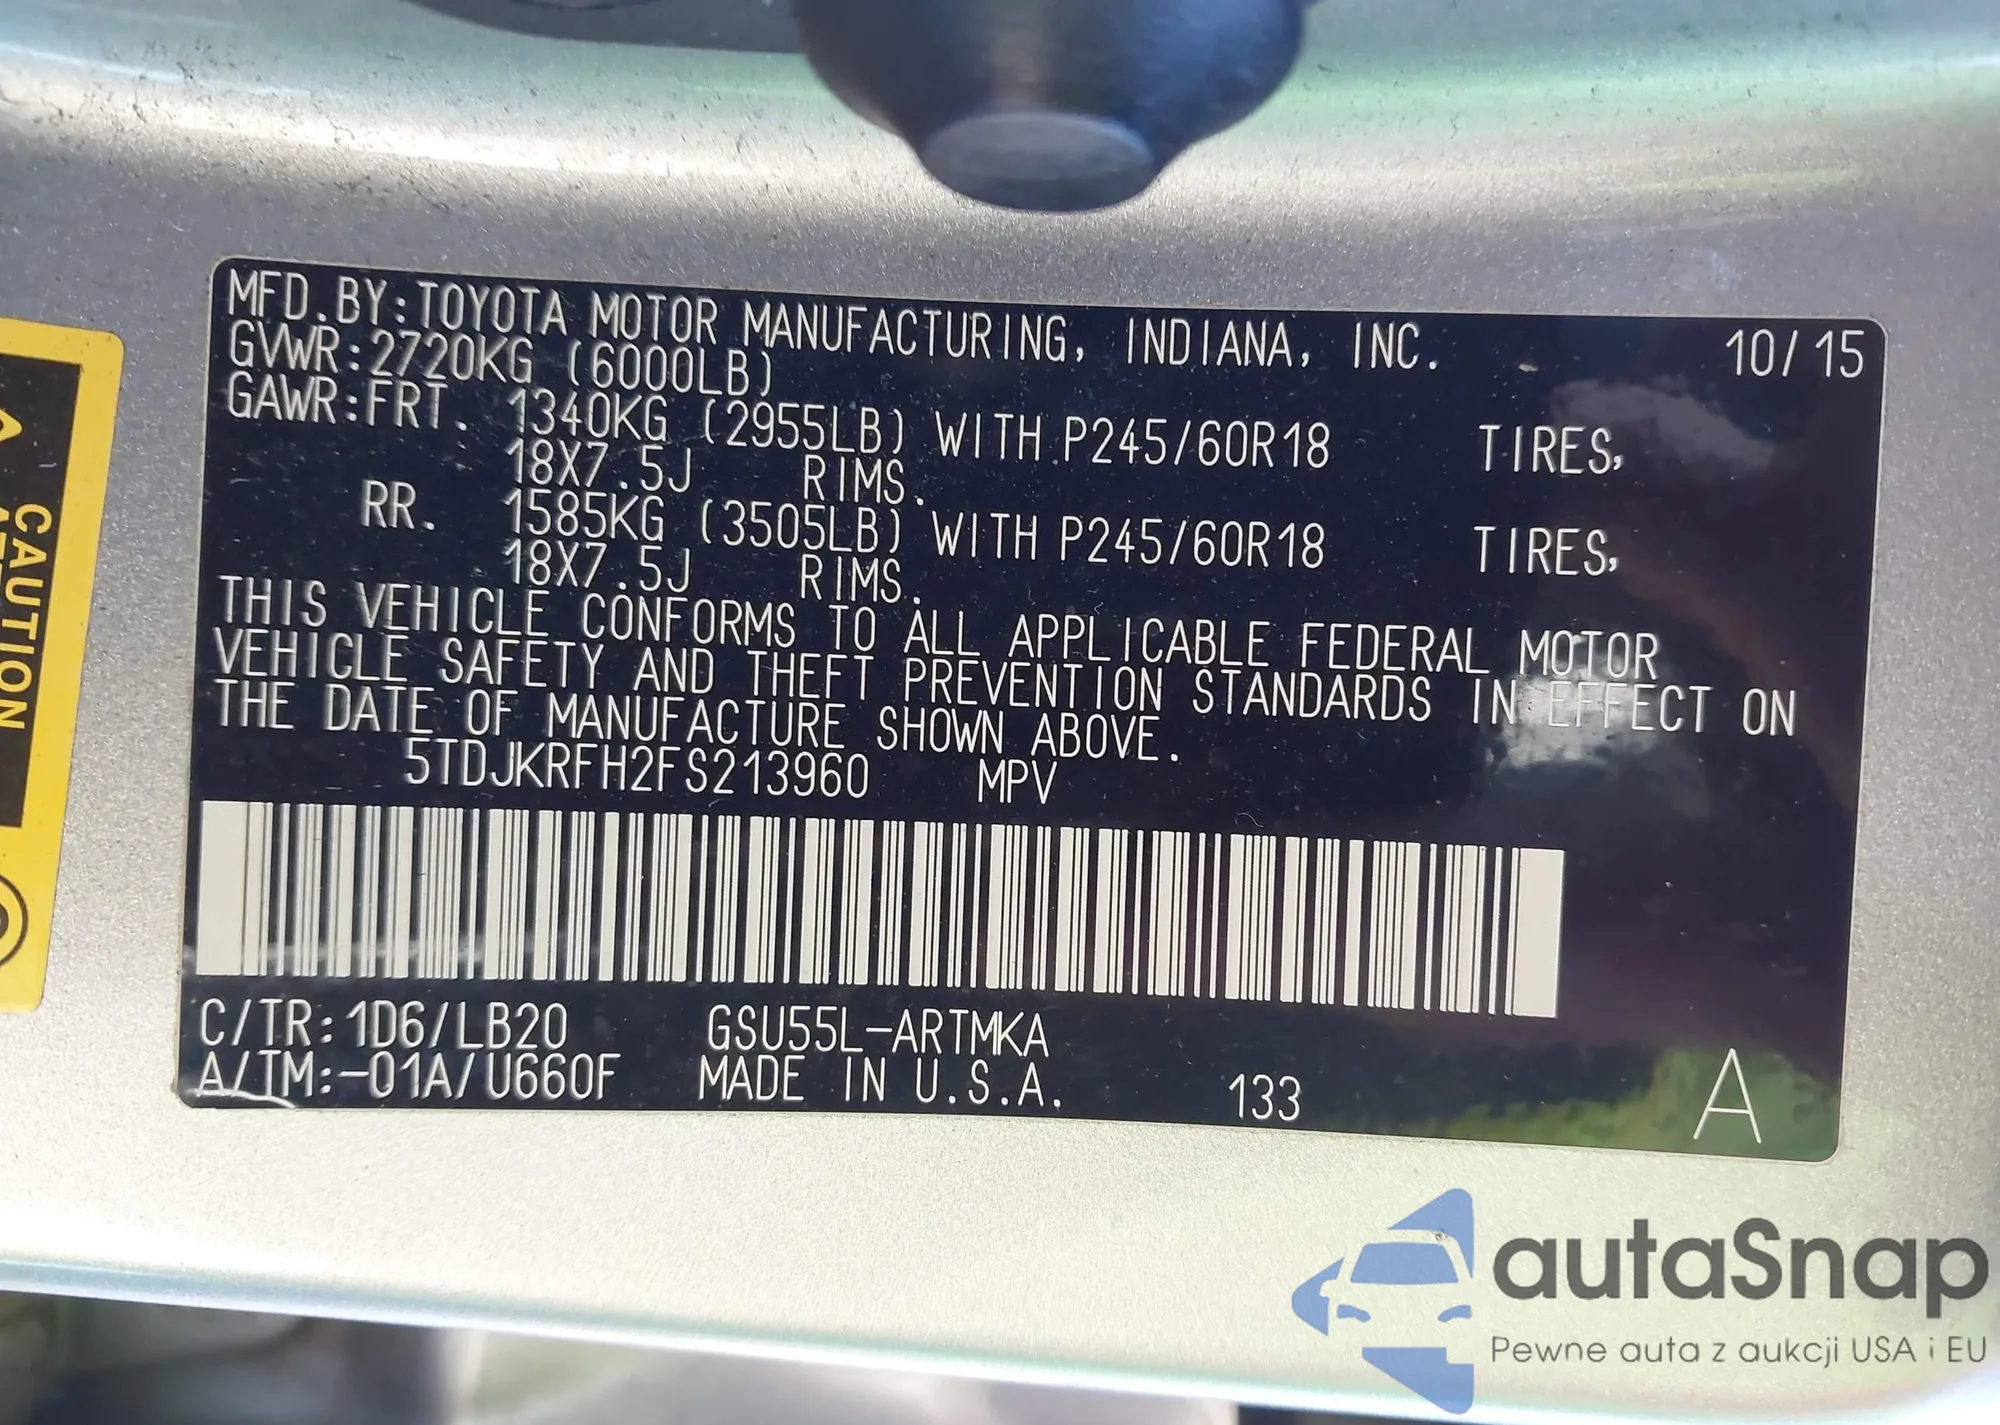 MFD.BY:TOYOTA MOTOR MANUFACTURING, INDIANA, INC. 10/15
GVWR:2720KG (6000LB)
GAWR:FRT. 1340KG (2955LB) WITH P245/60R18 TIRES,
18X7.5J RIMS.
RR. 1585KG (3505LB) WITH P245/60R18 TIRES,
18X7.5J RIMS.
THIS VEHICLE CONFORMS TO ALL APPLICABLE FEDERAL MOTOR
VEHICLE SAFETY AND THEFT PREVENTION STANDARDS IN EFFECT ON
THE DATE OF MANUFACTURE SHOWN ABOVE.
5TDJKRFH2FS213960 MPV
C/TR:1D6/LB20 GSU55L-ARTMKA
A/TM:-01A/U660F MADE IN U.S.A. 133 A
CAUTION
autaSnap
Pewne auta z aukcji USA i EU